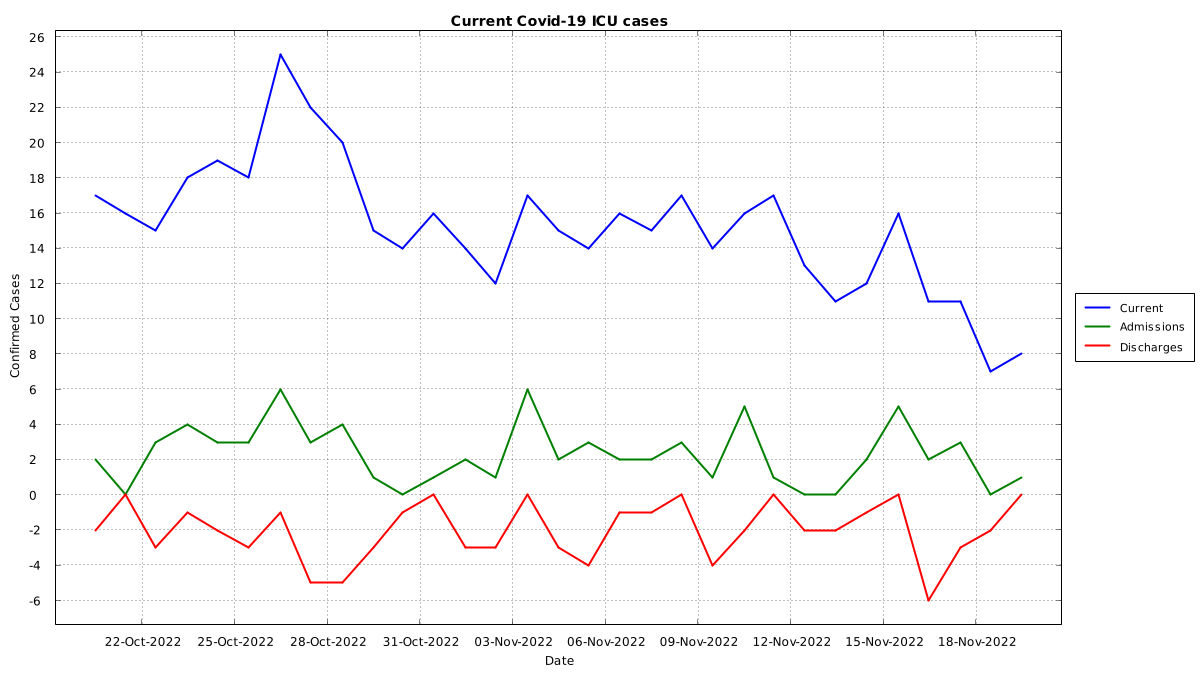 Current Covid-19 ICU cases
26
24
22
20
18
16
14
12
10
8
6
4
2
0
-2
-4
-6
Confirmed Cases
22-Oct-2022 25-Oct-2022 28-Oct-2022 31-Oct-2022 03-Nov-2022 06-Nov-2022 09-Nov-2022 12-Nov-2022 15-Nov-2022 18-Nov-2022
Date
Current
Admissions
Discharges